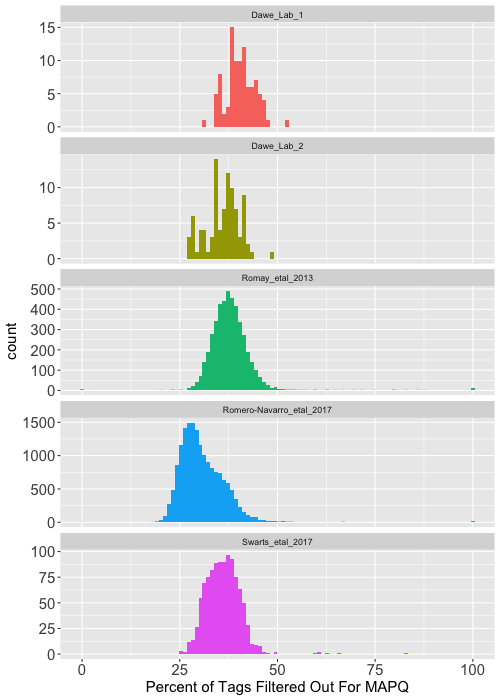 Dawe_Lab_1
15
10
5
0
Dawe_Lab_2
10
5
0
Romay_etal_2013
500
400
300
200
100
0
count
Romero-Navarro_etal_2017
1500
1000
500
0
Swarts_etal_2017
100
75
50
25
0
0 25 50 75 100
Percent of Tags Filtered Out For MAPQ